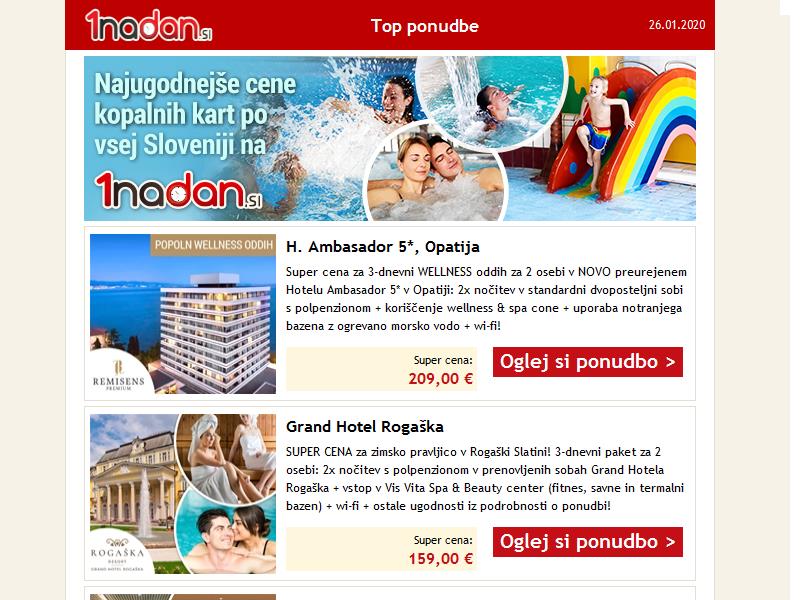 1nadan.si
Top ponudbe
26.01.2020
Najugodnejše cene
kopalnih kart po
vsej Sloveniji na
1nadan.si
POPOLN WELLNESS ODDIH
REMISENS
PREMIUM
H. Ambasador 5*, Opatija
Super cena za 3-dnevni WELLNESS oddih za 2 osebi v NOVO preurejenem
Hotelu Ambasador 5* v Opatiji: 2x nočitev v standardni dvoposteljni sobi
s polpenzionom + koriščenje wellness & spa cone + uporaba notranjega
bazena z ogrevano morsko vodo + wi-fi!
Super cena:
209,00 €
Oglej si ponudbo >
ROGAŠKA
RESORT
GRAND HOTEL ROGAŠKA
Grand Hotel Rogaška
SUPER CENA za zimsko pravljico v Rogaški Slatini! 3-dnevni paket za 2
osebi: 2x nočitev s polpenzionom v prenovljenih sobah Grand Hotela
Rogaška + vstop v Vis Vita Spa & Beauty center (fitnes, savne in termalni
bazen) + wi-fi + ostale ugodnosti iz podrobnosti o ponudbi!
Super cena:
159,00 €
Oglej si ponudbo >